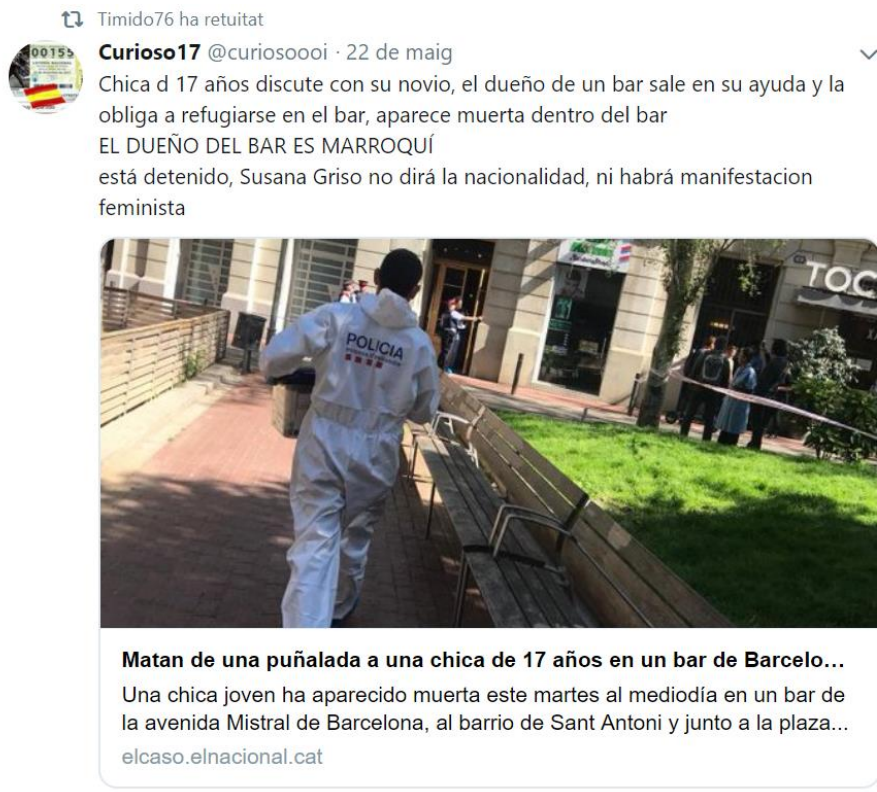 Timido76 ha retuitat
00155
Curioso17 @curiosoooi · 22 de maig
Chica d 17 años discute con su novio, el dueño de un bar sale en su ayuda y la
obliga a refugiarse en el bar, aparece muerta dentro del bar
EL DUEÑO DEL BAR ES MARROQUÍ
está detenido, Susana Griso no dirá la nacionalidad, ni habrá manifestacion
feminista
POLICIA
TOC
Matan de una puñalada a una chica de 17 años en un bar de Barcelo...
Una chica joven ha aparecido muerta este martes al mediodía en un bar de
la avenida Mistral de Barcelona, al barrio de Sant Antoni y junto a la plaza...
elcaso.elnacional.cat